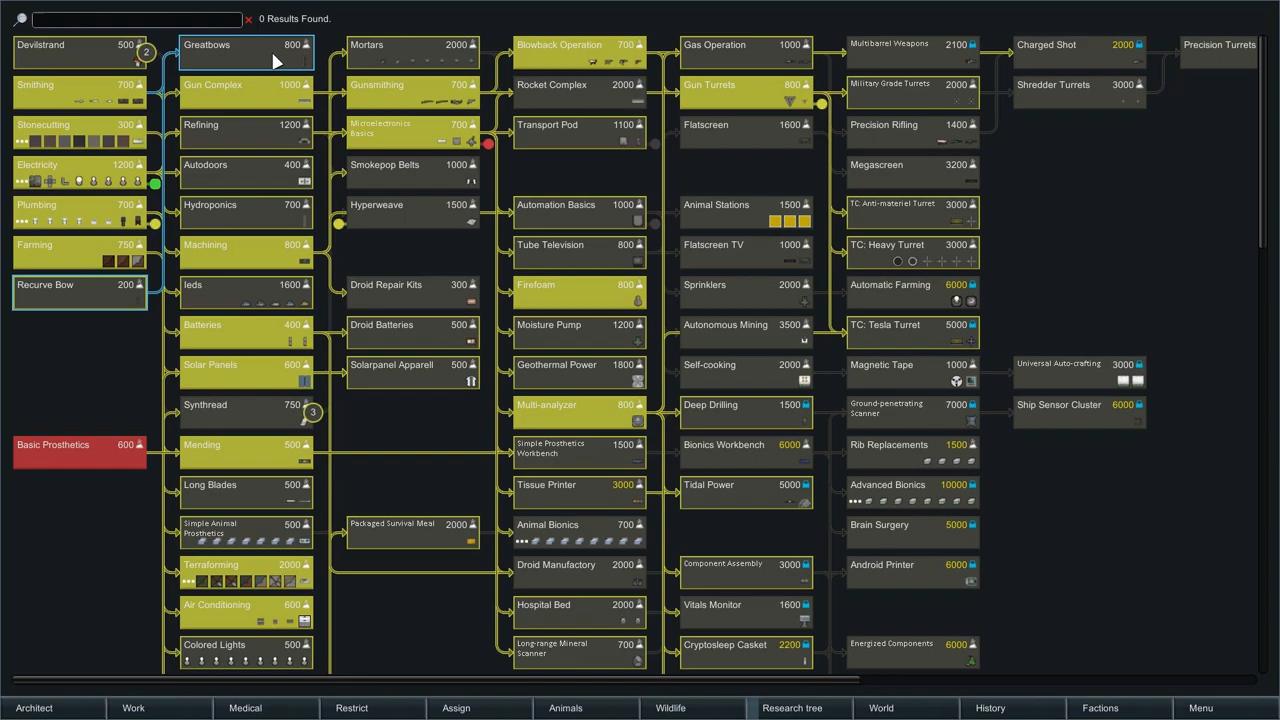 0 Results Found.
Devilstrand 500
2
Greatbows 800
Mortars 2000
Blowback Operation 700
Gas Operation 1000
Multibarrel Weapons 2100
Charged Shot 2000
Precision Turrets
Smithing 700
Gun Complex 1000
Gunsmithing 700
Rocket Complex 2000
Gun Turrets 800
Military Grade Turrets 2000
Shredder Turrets 3000
Stonecutting 300
Refining 1200
Microelectronics Basics 700
Transport Pod 1100
Flatscreen 1600
Precision Rifling 1400
Electricity 1200
Autodoors 400
Smokepop Belts 1000
Megascreen 3200
Plumbing 700
Hydroponics 700
Hyperweave 1500
Automation Basics 1000
Animal Stations 1500
TC: Anti-materiel Turret 3000
Farming 750
Machining 800
Tube Television 800
Flatscreen TV 1000
TC: Heavy Turret 3000
Recurve Bow 200
Ieds 1600
Droid Repair Kits 300
Firefoam 800
Sprinklers 2000
Automatic Farming 6000
Batteries 400
Droid Batteries 500
Moisture Pump 1200
Autonomous Mining 3500
TC: Tesla Turret 5000
Solar Panels 600
Solarpanel Apparell 500
Geothermal Power 1800
Self-cooking 2000
Magnetic Tape 1000
Universal Auto-crafting 3000
Synthread 750
3
Multi-analyzer 800
Deep Drilling 1500
Ground-penetrating Scanner 7000
Ship Sensor Cluster 6000
Basic Prosthetics 600
Mending 500
Simple Prosthetics Workbench 1500
Bionics Workbench 6000
Rib Replacements 1500
Long Blades 500
Tissue Printer 3000
Tidal Power 5000
Advanced Bionics 10000
Simple Animal Prosthetics 500
Packaged Survival Meal 2000
Animal Bionics 700
Brain Surgery 5000
Terraforming 2000
Droid Manufactory 2000
Component Assembly 3000
Android Printer 6000
Air Conditioning 600
Hospital Bed 2000
Vitals Monitor 1600
Colored Lights 500
Long-range Mineral Scanner 700
Cryptosleep Casket 2200
Energized Components 6000
Architect
Work
Medical
Restrict
Assign
Animals
Wildlife
Research tree
World
History
Factions
Menu